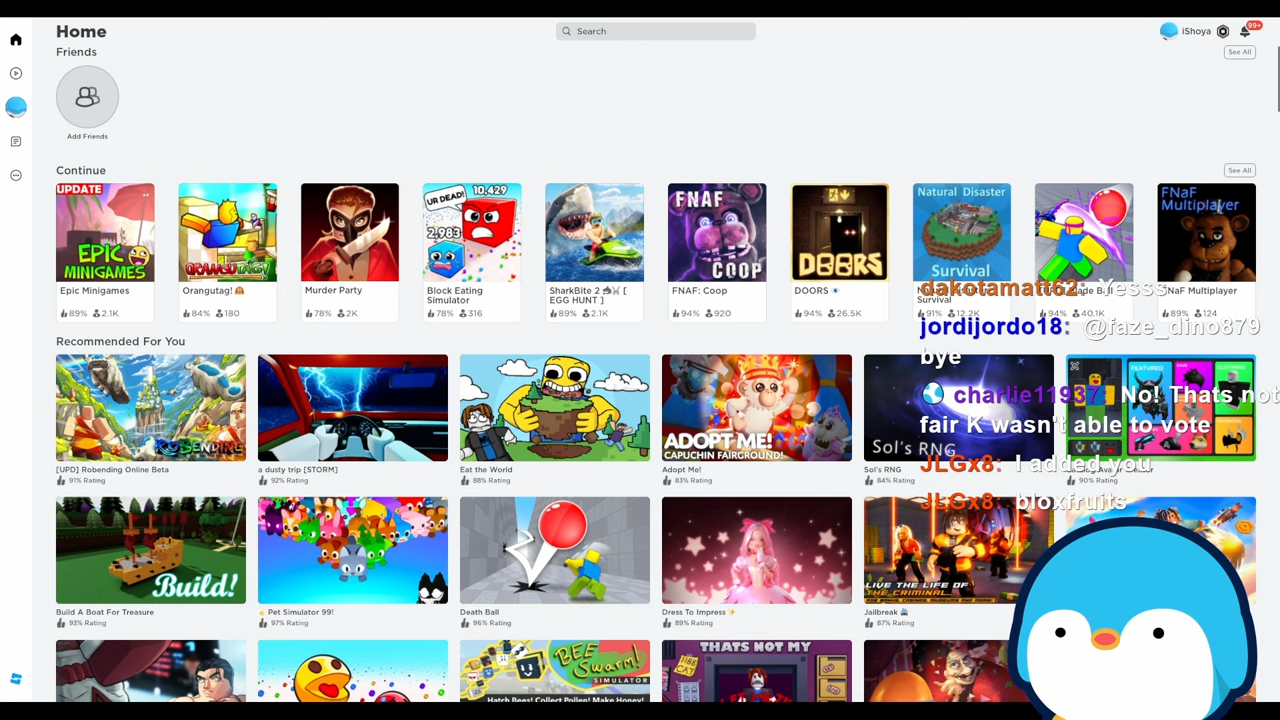 Home
Search
iShoya
99+
Friends
See All
Add Friends
Continue
See All
UPDATE
EPIC
MINIGAMES
ORANGUTAG!
UR DEAD!
10,429
2,983
FNAF
COOP
DOORS
Natural Disaster
Survival
FNaF
Multiplayer
Epic Minigames
89% 2.1K
Orangutag!
84% 180
Murder Party
78% 2K
Block Eating
Simulator
78% 316
SharkBite 2 [
EGG HUNT ]
89% 2.1K
FNAF: Coop
94% 920
DOORS
94% 26.5K
Survival
91% 12.2K
94% 40.1K
FNaF Multiplayer
89% 124
dakotamatt62: Yesss
jordijordo18: @faze_dino879
bye
charlie11937: No! Thats not
fair K wasn't able to vote
JLGx8: I added you
JLGx8: bloxfruits
Recommended For You
ADOPT ME!
CAPUCHIN FAIRGROUND!
Sol's RNG
FEATURED
HAIR
[UPD] Robending Online Beta
91% Rating
a dusty trip [STORM]
92% Rating
Eat the World
88% Rating
Adopt Me!
83% Rating
Sol's RNG
84% Rating
90% Rating
Build!
LIVE THE LIFE OF
THE CRIMINAL...
Build A Boat For Treasure
93% Rating
Pet Simulator 99!
97% Rating
Death Ball
96% Rating
Dress To Impress
89% Rating
Jailbreak
87% Rating
BEE
Swarm!
SIMULATOR
Hatch Bees! Collect Pollen! Make Honey!
THATS NOT MY